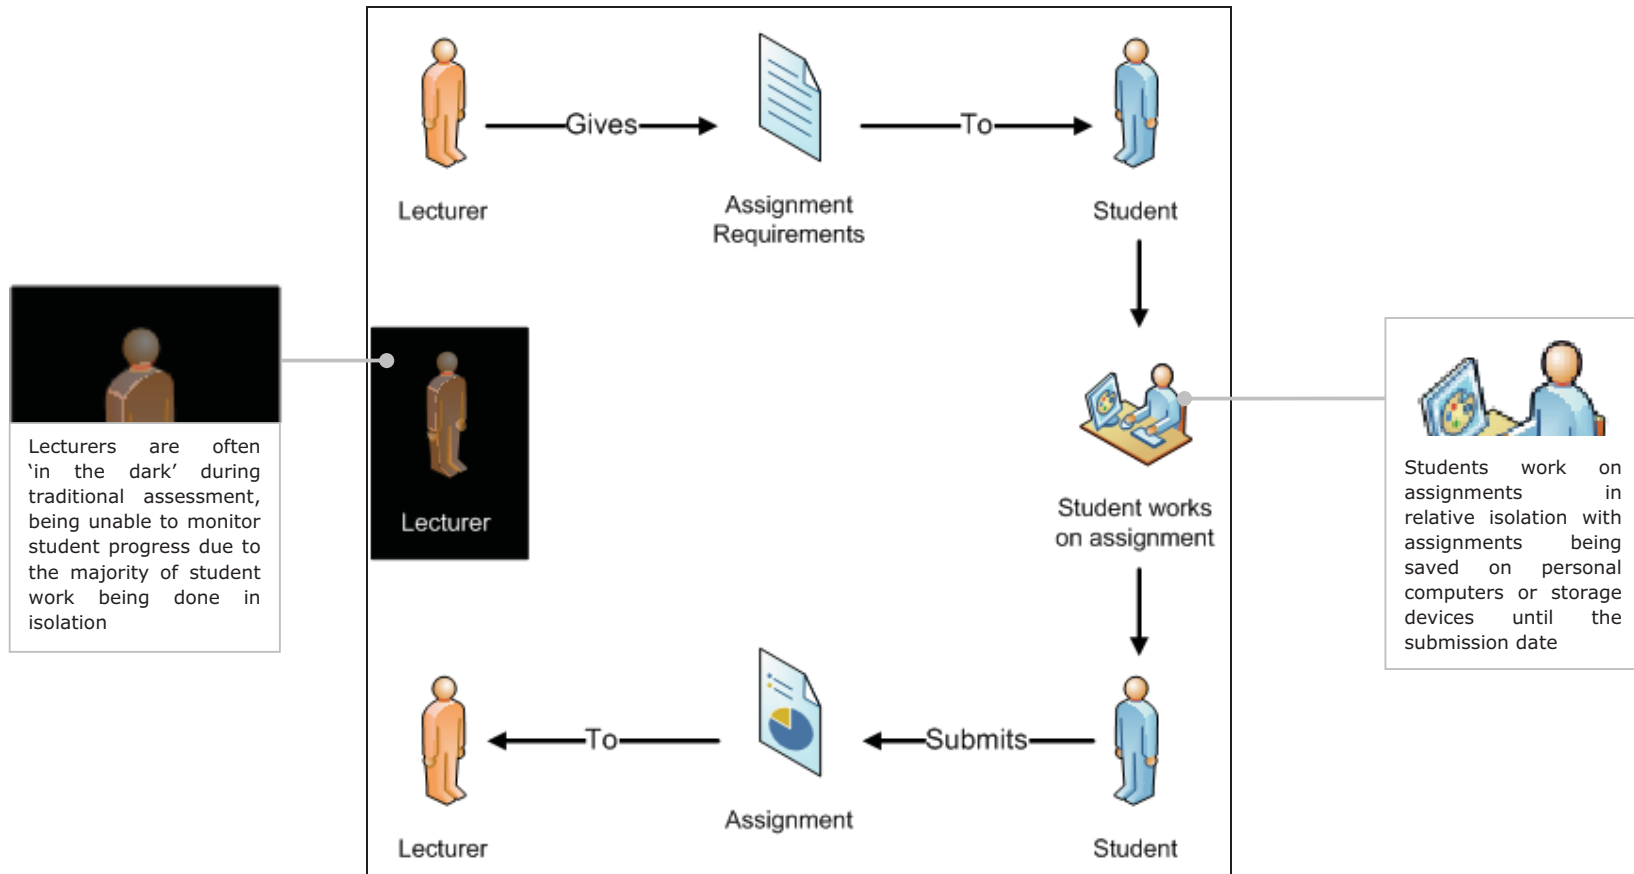 Gives
To
Lecturer
Assignment
Requirements
Student
Lecturers are often
‘in the dark’ during
traditional assessment,
being unable to monitor
student progress due to
the majority of student
work being done in
isolation
Lecturer
Student works
on assignment
Students work on
assignments in
relative isolation with
assignments being
saved on personal
computers or storage
devices until the
submission date
To
Submits
Lecturer
Assignment
Student